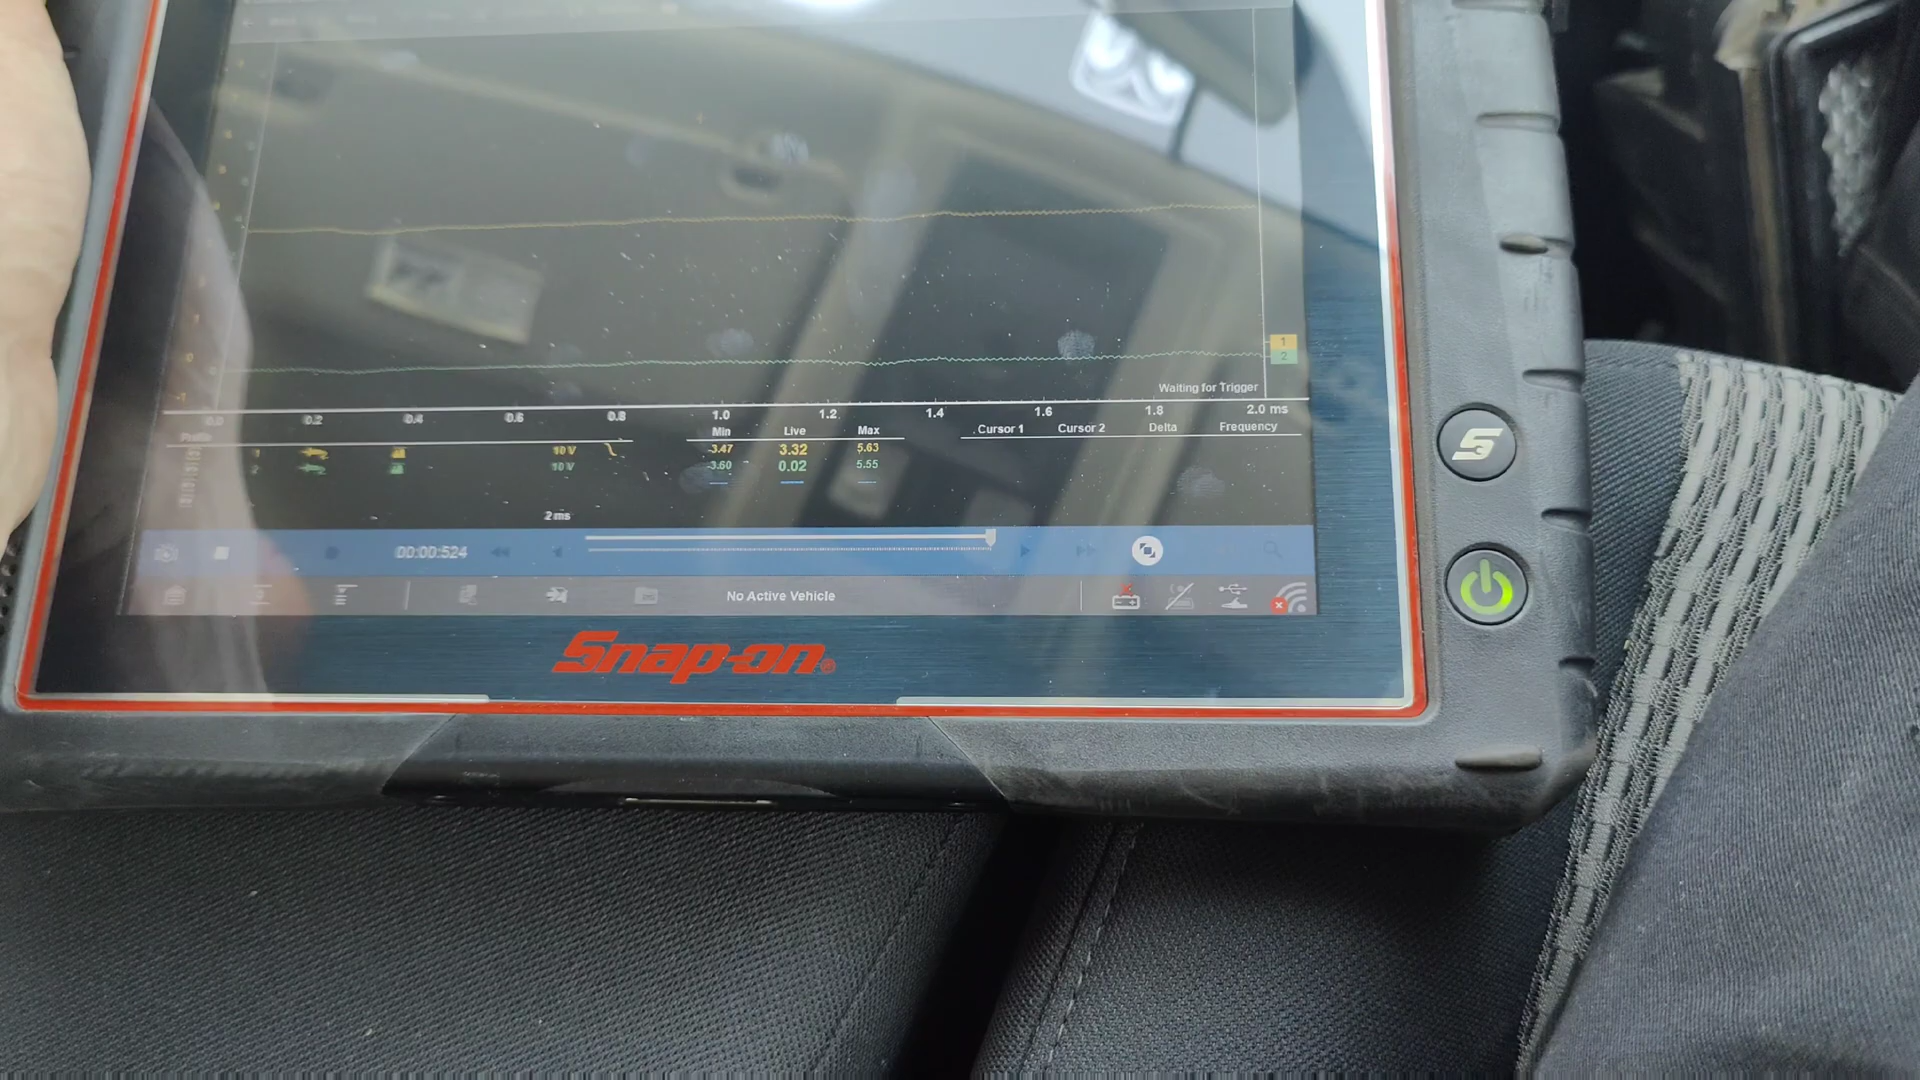 Waiting for Trigger
0.0 0.2 0.4 0.6 0.8 1.0 1.2 1.4 1.6 1.8 2.0 ms
Profile Min Live Max Cursor 1 Cursor 2 Delta Frequency
1 10 V -3.47 3.32 5.63
2 10 V -3.60 0.02 5.55
2 ms
00:00:524
No Active Vehicle
Snap-on®
1
2
S